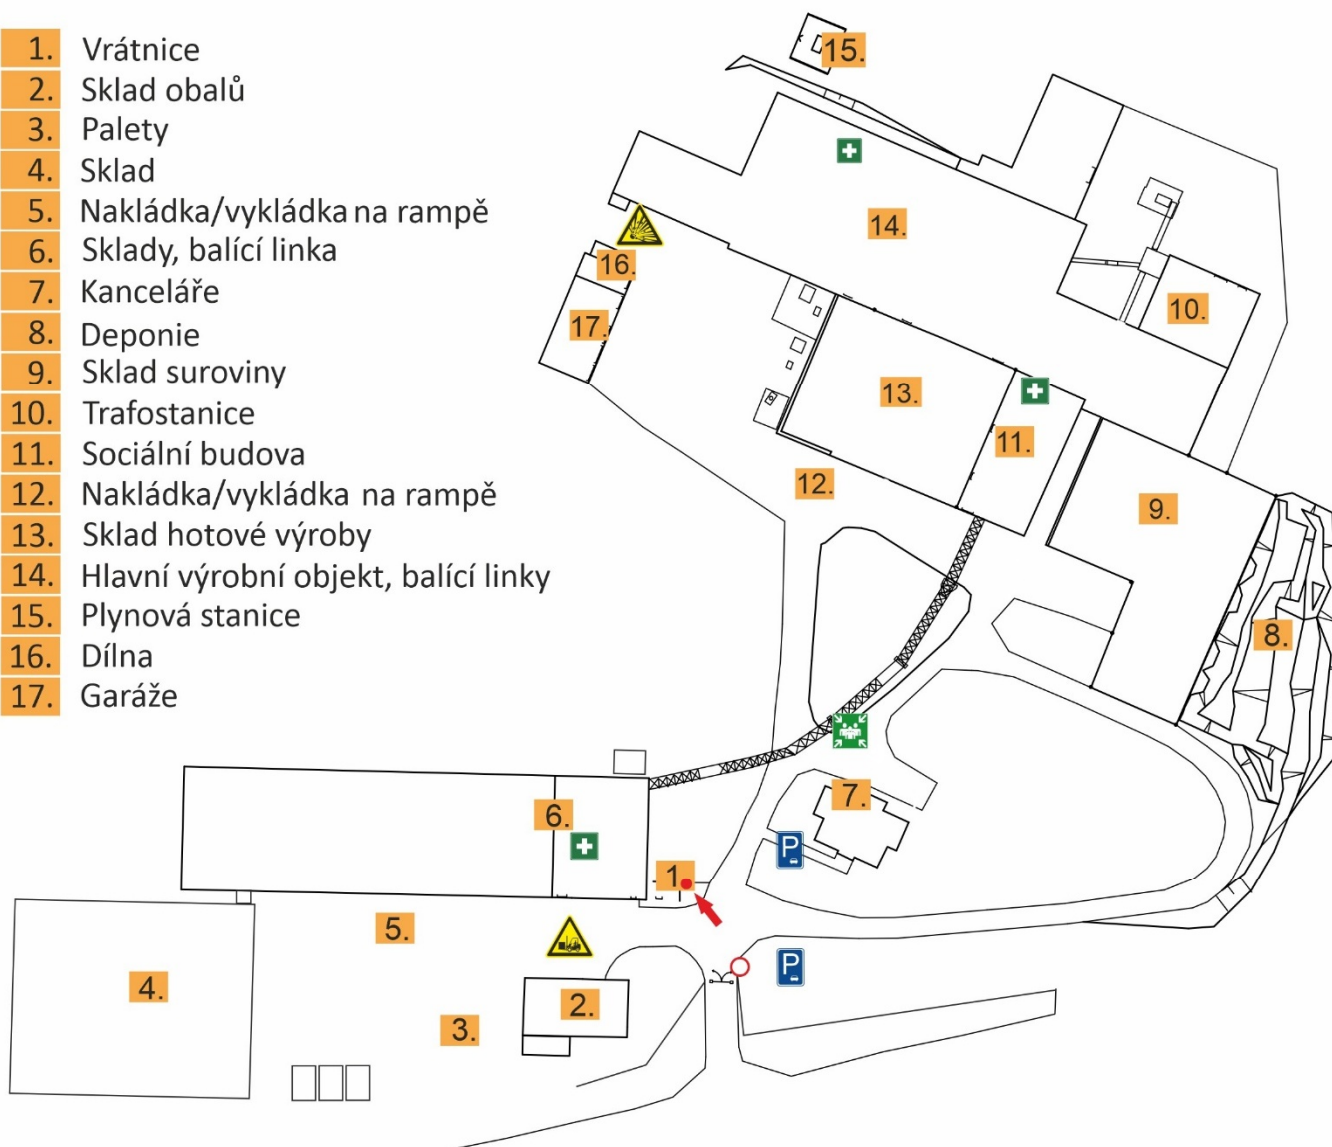 1. Vrátnice
2. Sklad obalů
3. Palety
4. Sklad
5. Nakládka/vykládka na rampě
6. Sklady, balící linka
7. Kanceláře
8. Deponie
9. Sklad suroviny
10. Trafostanice
11. Sociální budova
12. Nakládka/vykládka na rampě
13. Sklad hotové výroby
14. Hlavní výrobní objekt, balící linky
15. Plynová stanice
16. Dílna
17. Garáže
15.
14.
16.
10.
17.
13.
11.
12.
9.
8.
7.
6.
P
1.
5.
P
4.
2.
3.